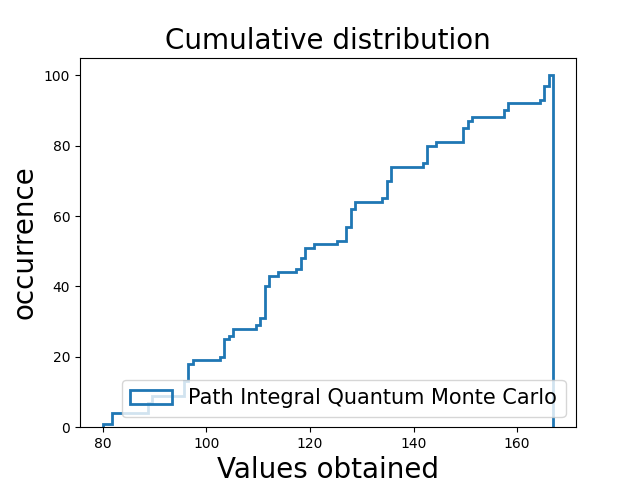 Cumulative distribution
occurrence
100
80
60
40
20
0
Path Integral Quantum Monte Carlo
80 100 120 140 160
Values obtained